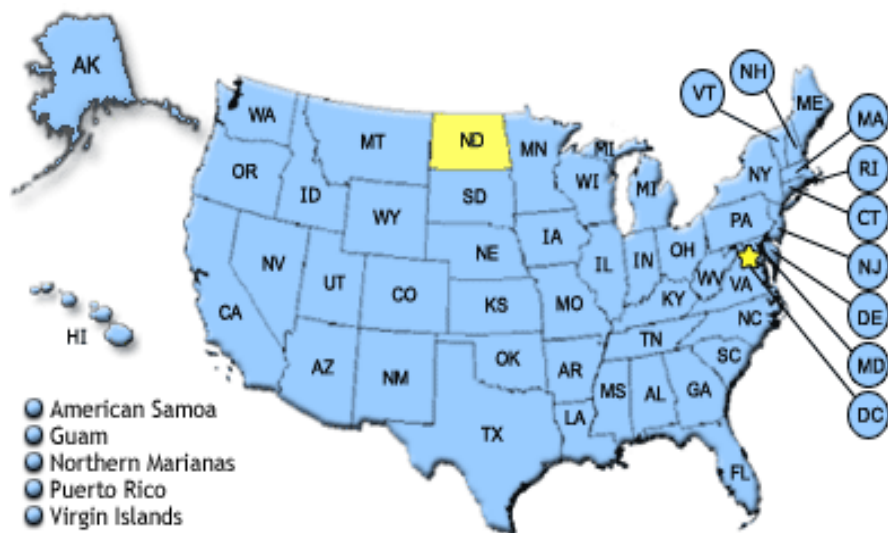 AK
WA
MT
ND
MN
MI
VT
NH
ME
MA
OR
ID
WY
SD
WI
MI
NY
RI
CT
NV
UT
CO
NE
IA
IL
IN
OH
PA
NJ
CA
KS
MO
KY
WV
VA
DE
HI
AZ
NM
OK
AR
TN
NC
MD
TX
LA
MS
AL
GA
SC
DC
FL
American Samoa
Guam
Northern Marianas
Puerto Rico
Virgin Islands